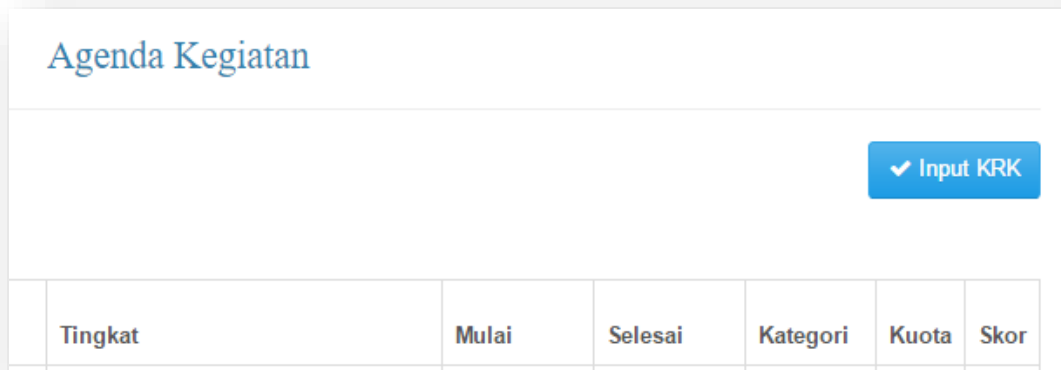 Agenda Kegiatan
Input KRK
Tingkat Mulai Selesai Kategori Kuota Skor